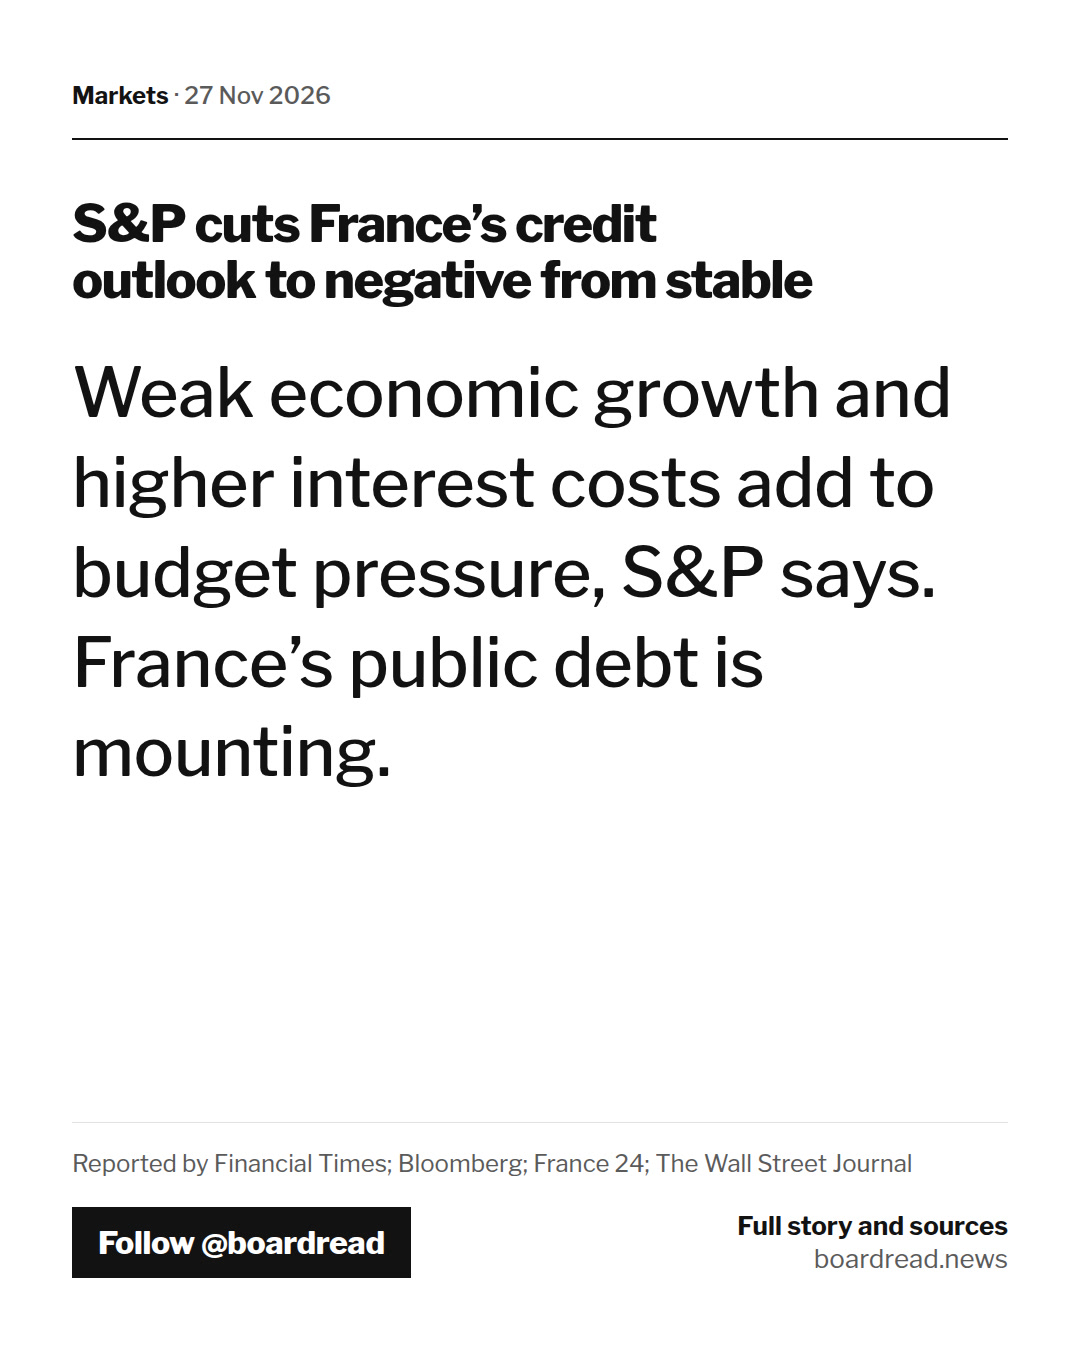 Markets · 27 Nov 2026
S&P cuts France’s credit
outlook to negative from stable
Weak economic growth and
higher interest costs add to
budget pressure, S&P says.
France’s public debt is
mounting.
Reported by Financial Times; Bloomberg; France 24; The Wall Street Journal
Follow @boardread
Full story and sources
boardread.news